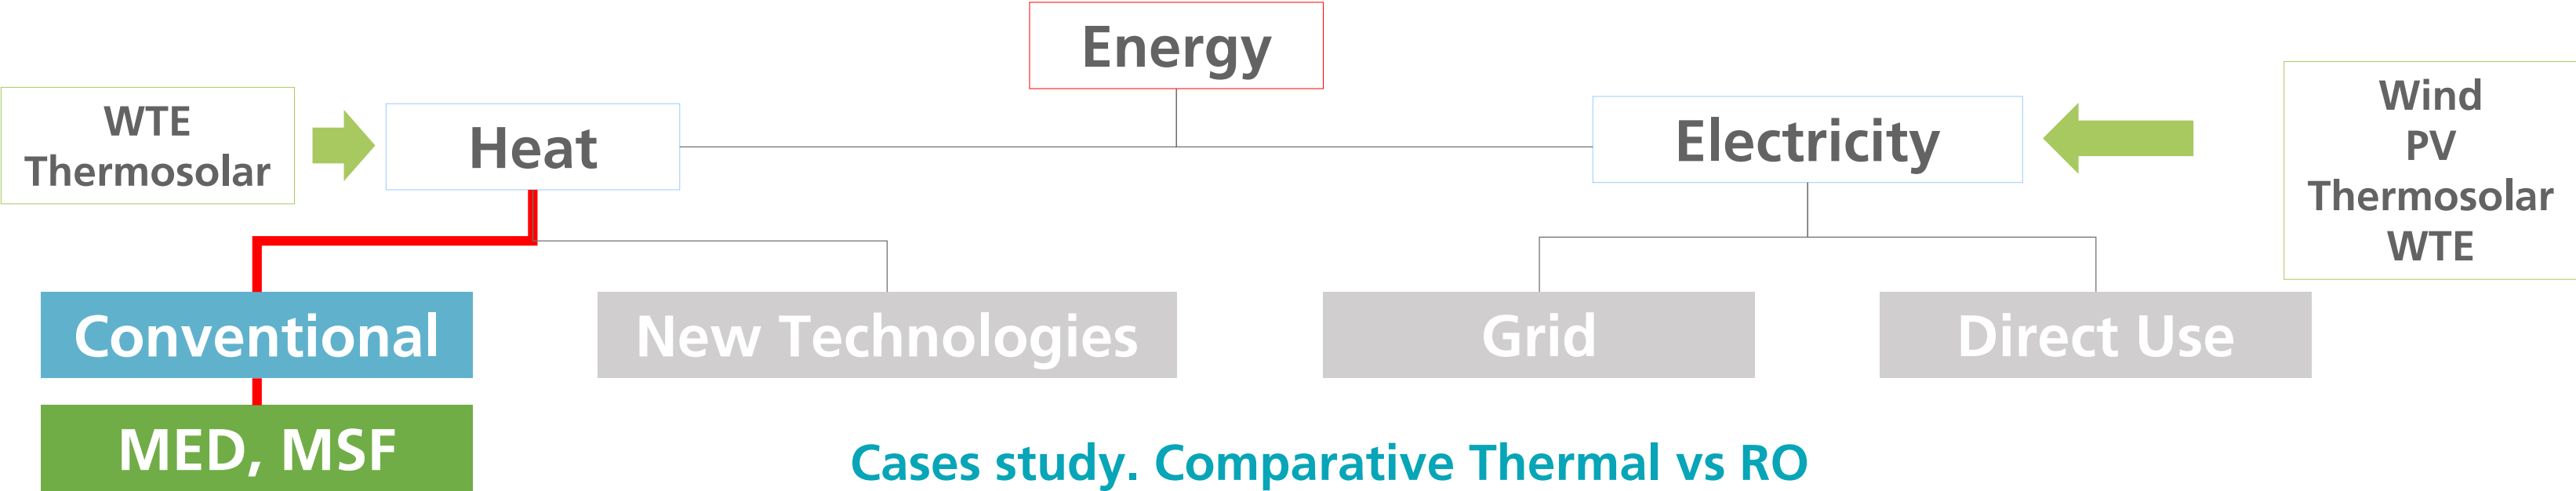 Energy
WTE
Thermosolar
Heat
Electricity
Wind
PV
Thermosolar
WTE
Conventional
New Technologies
Grid
Direct Use
MED, MSF
Cases study. Comparative Thermal vs RO